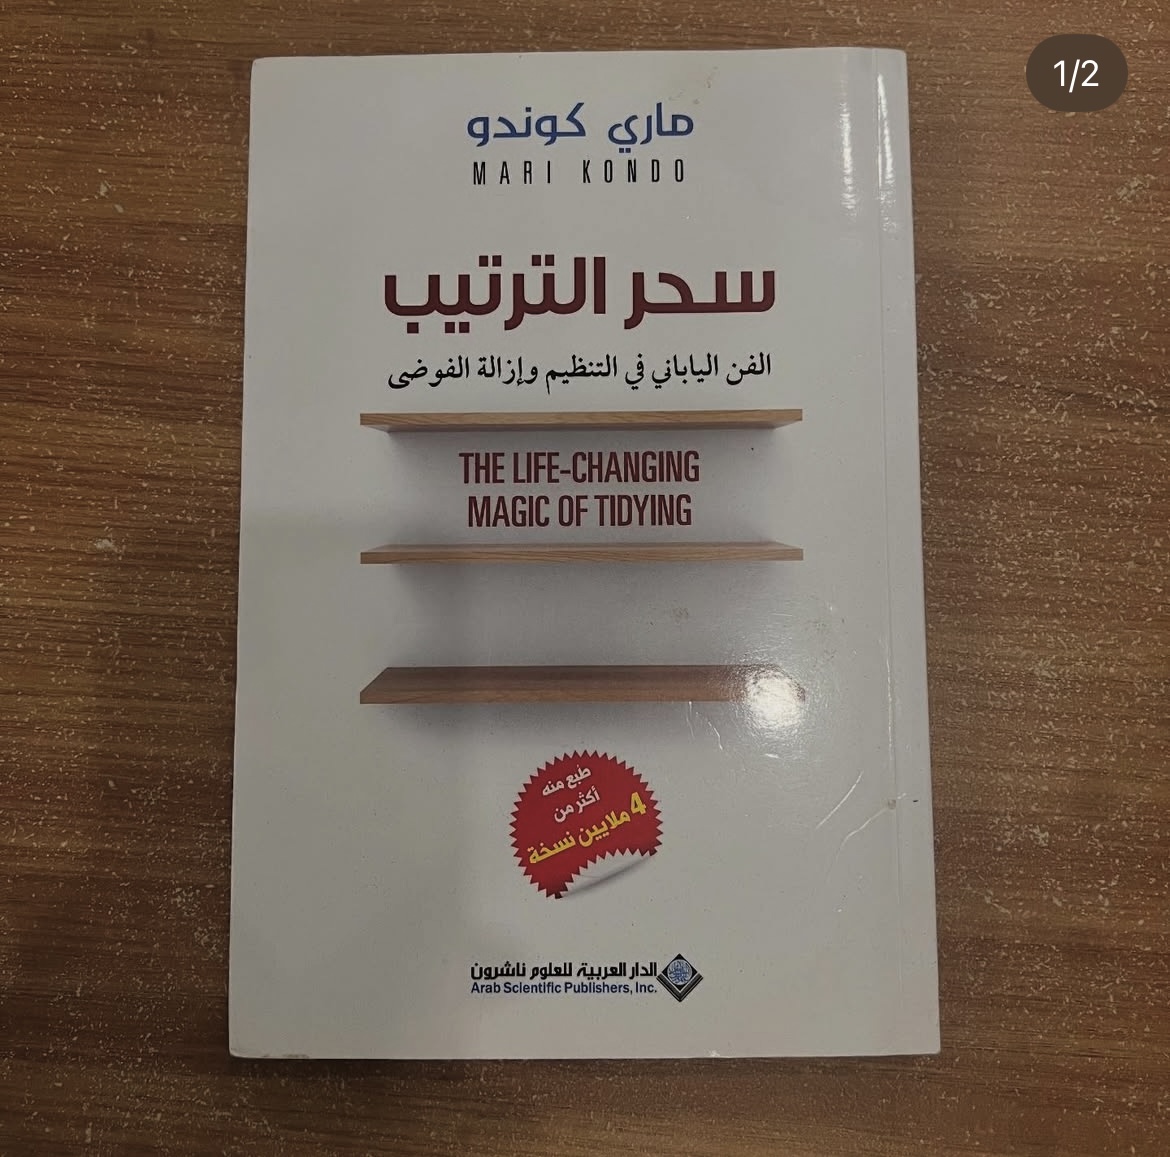 1/2
ماري كوندو
MARI KONDO
سحر الترتيب
الفن الياباني في التنظيم وإزالة الفوضى
THE LIFE-CHANGING
MAGIC OF TIDYING
طبع منه
أكثر من
4 ملايين نسخة
الدار العربية للعلوم ناشرون
Arab Scientific Publishers, Inc.